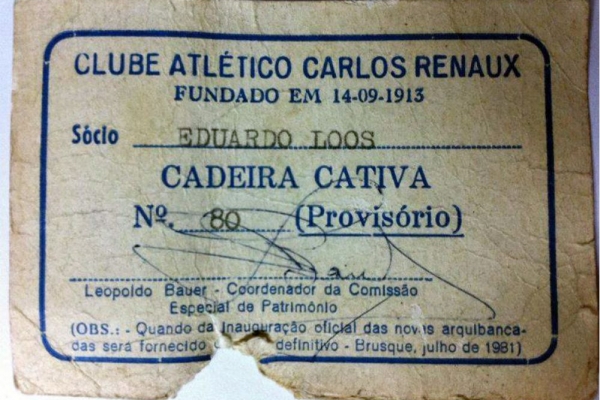 CLUBE ATLÉTICO CARLOS RENAUX
FUNDADO EM 14-09-1913
Sócio EDUARDO LOOS
CADEIRA CATIVA
Nº. 80 (Provisório)
Leopoldo Bauer - Coordenador da Comissão
Especial de Patrimônio
(OBS.: - Quando da inauguração oficial das novas arquibanca-
das será fornecido definitivo - Brusque, julho de 1981)